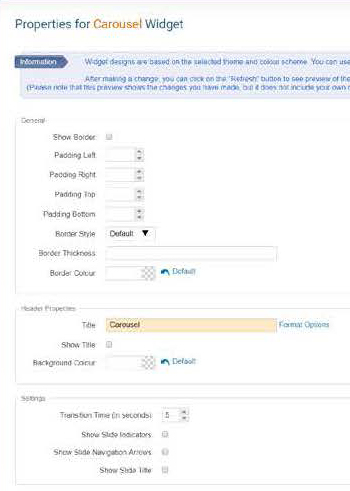 Properties for Carousel Widget
Information
Widget designs are based on the selected theme and colour scheme. You can use
After making a change, you can click on the "Refresh" button to see preview of the
(Please note that this preview shows the changes you have made, but it does not include your own
General
Show Border
Padding Left
Padding Right
Padding Top
Padding Bottom
Border Style Default
Border Thickness
Border Colour Default
Header Properties
Title Carousel Format Options
Show Title
Background Colour Default
Settings
Transition Time (in seconds) 5
Show Slide Indicators
Show Slide Navigation Arrows
Show Slide Title